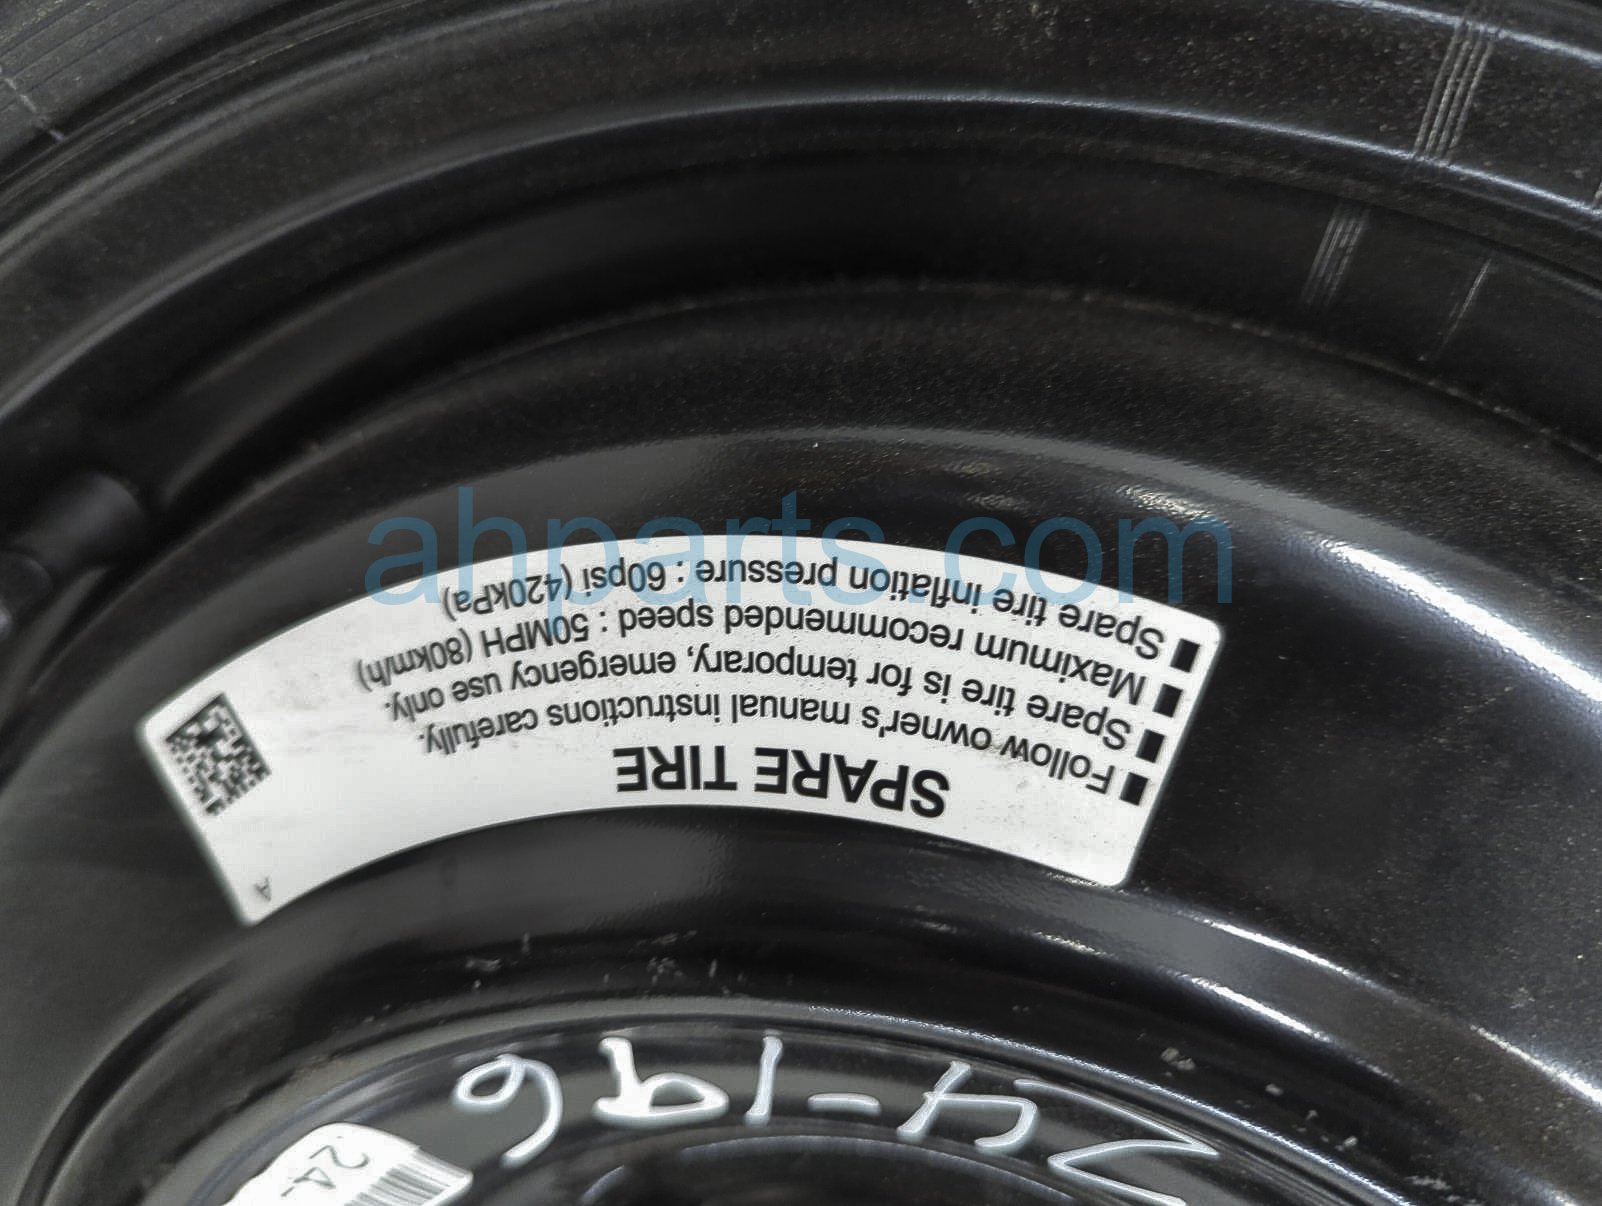 ahparts.com
SPARE TIRE
■ Follow owner's manual instructions carefully.
■ Spare tire is for temporary, emergency use only.
■ Maximum recommended speed : 50MPH (80km/h)
■ Spare tire inflation pressure : 60psi (420kPa)
A
24-196
24-